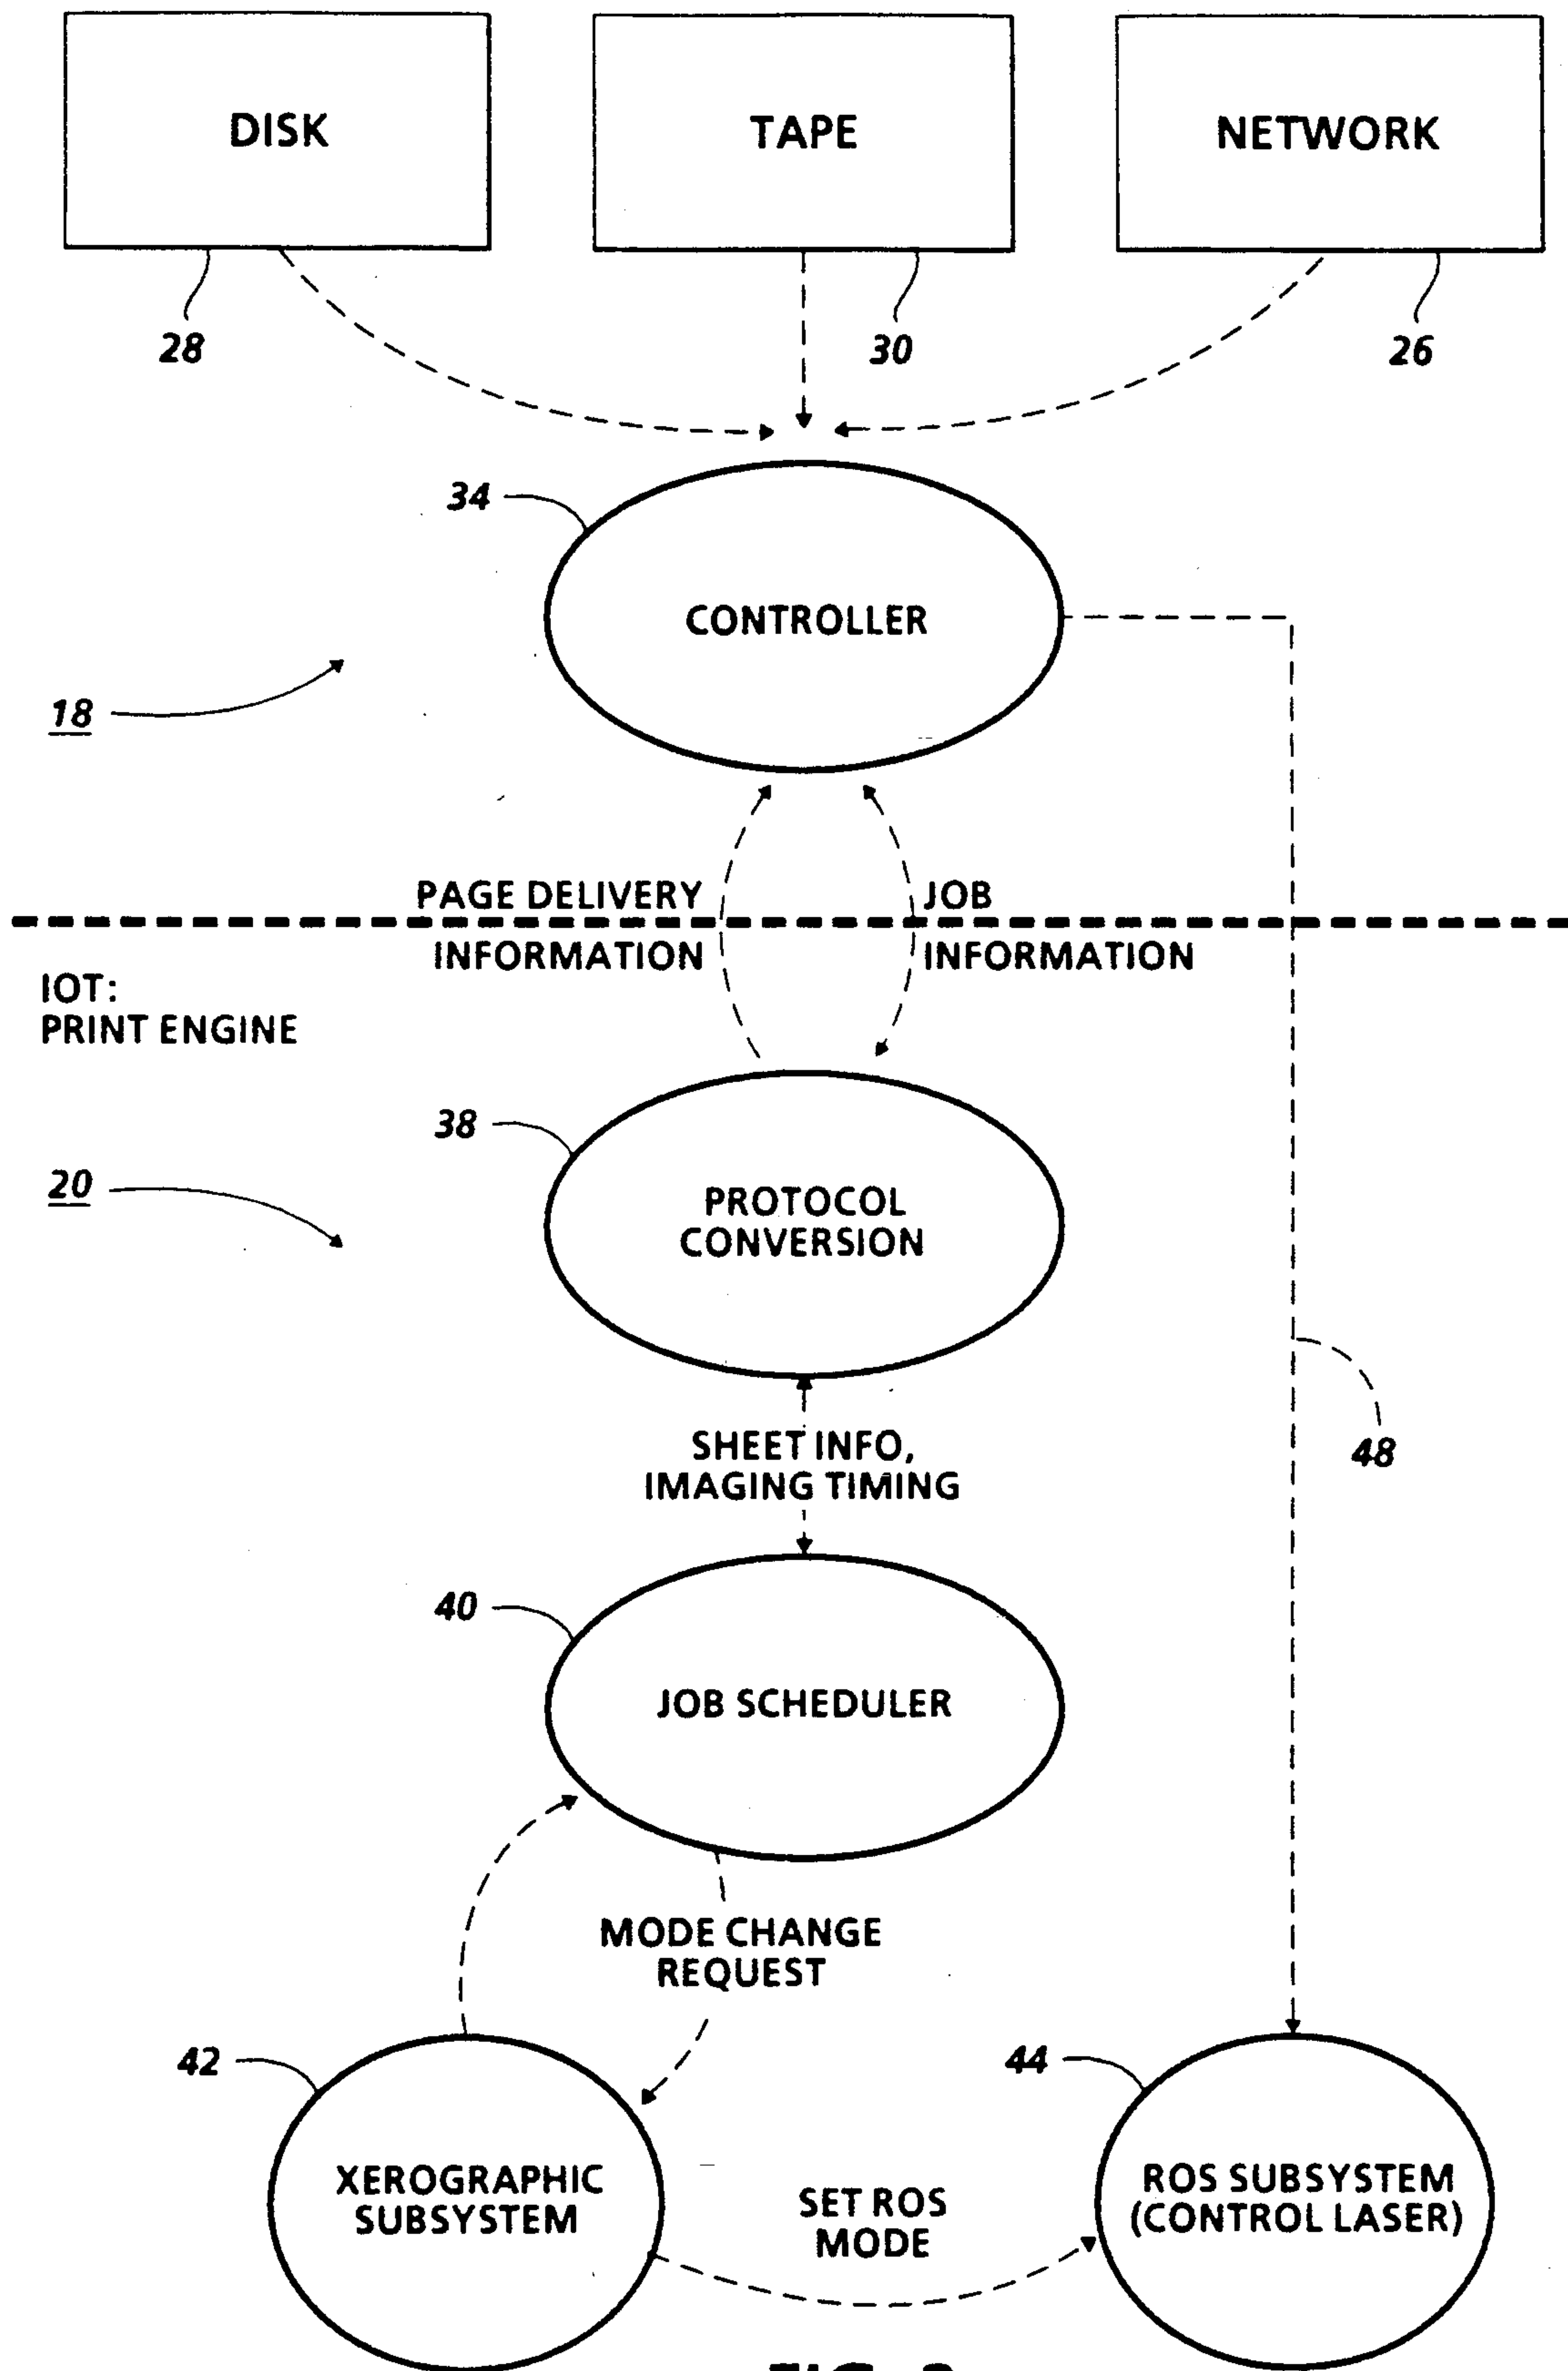 DISK
TAPE
NETWORK
28
30
26
34
CONTROLLER
18
PAGE DELIVERY
INFORMATION
JOB
INFORMATION
IOT:
PRINT ENGINE
38
20
PROTOCOL
CONVERSION
SHEET INFO,
IMAGING TIMING
48
40
JOB SCHEDULER
MODE CHANGE
REQUEST
42
44
XEROGRAPHIC
SUBSYSTEM
SET ROS
MODE
ROS SUBSYSTEM
(CONTROL LASER)